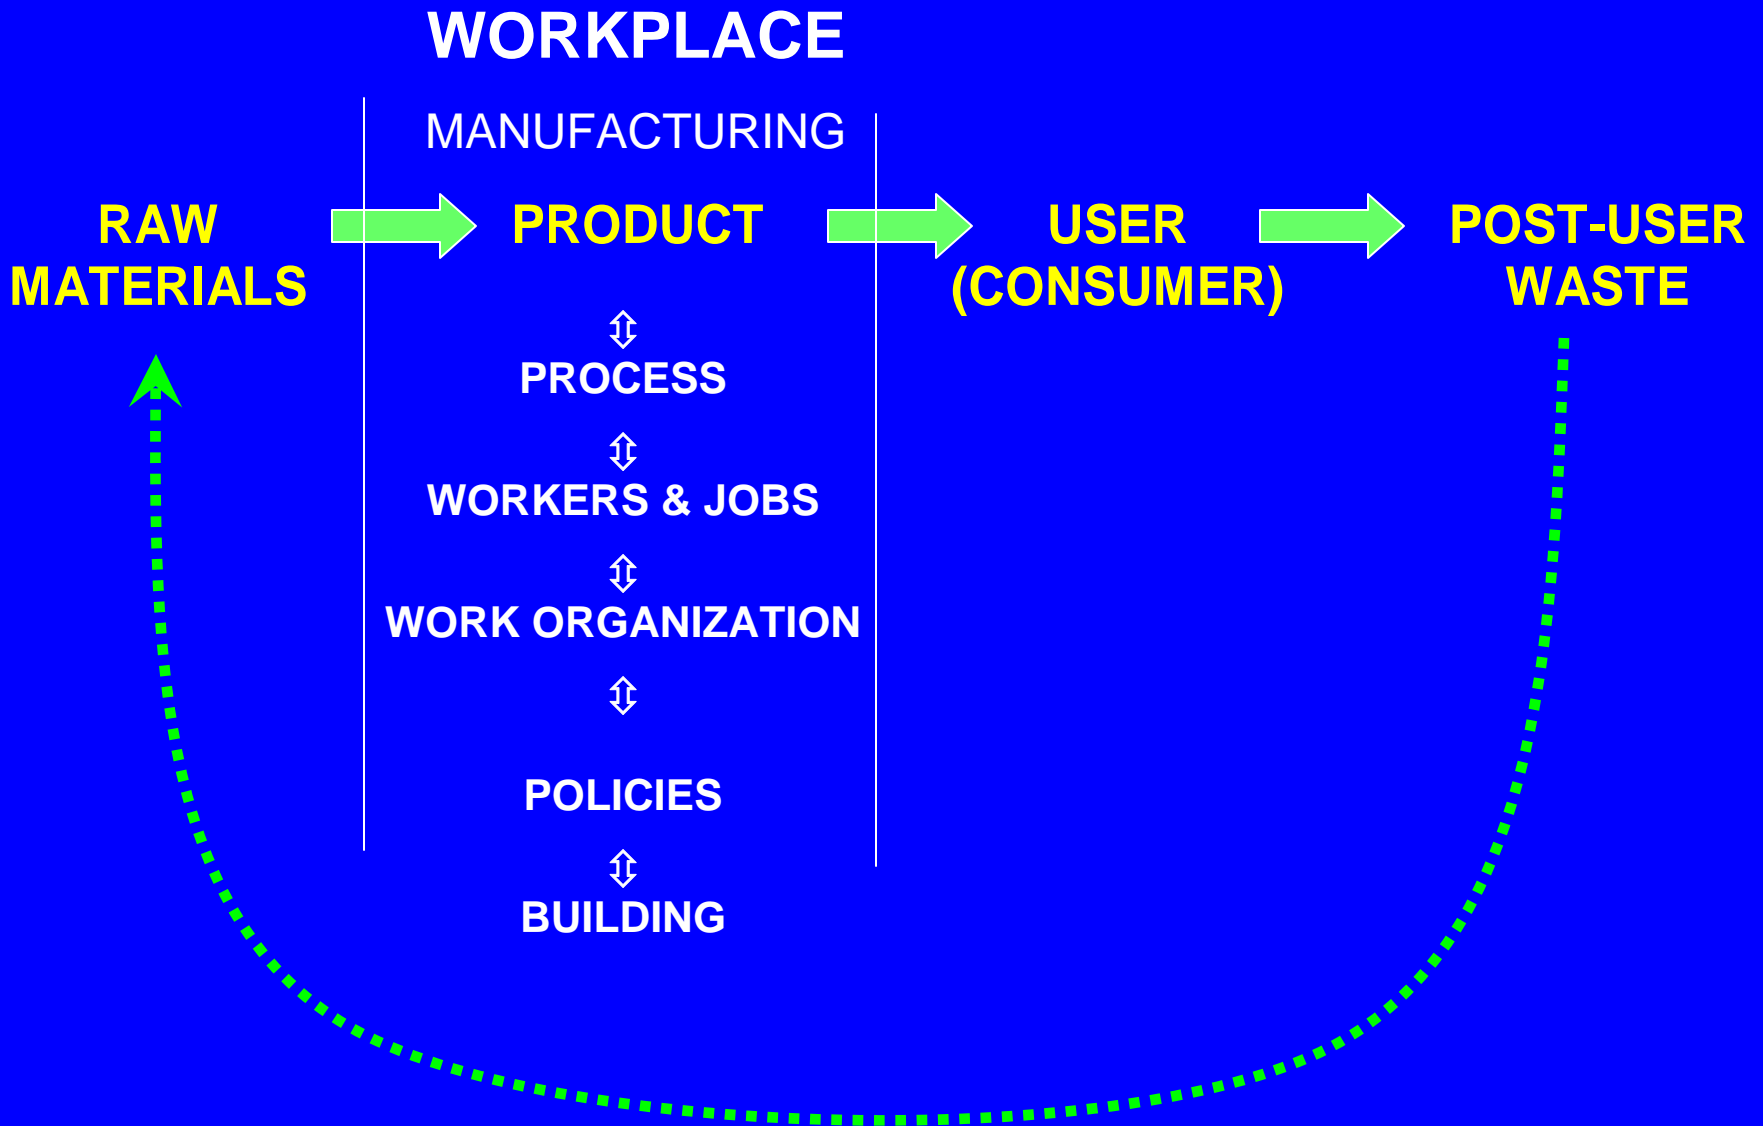 WORKPLACE
MANUFACTURING
RAW
MATERIALS
PRODUCT
USER
(CONSUMER)
POST-USER
WASTE
PROCESS
WORKERS & JOBS
WORK ORGANIZATION
POLICIES
BUILDING